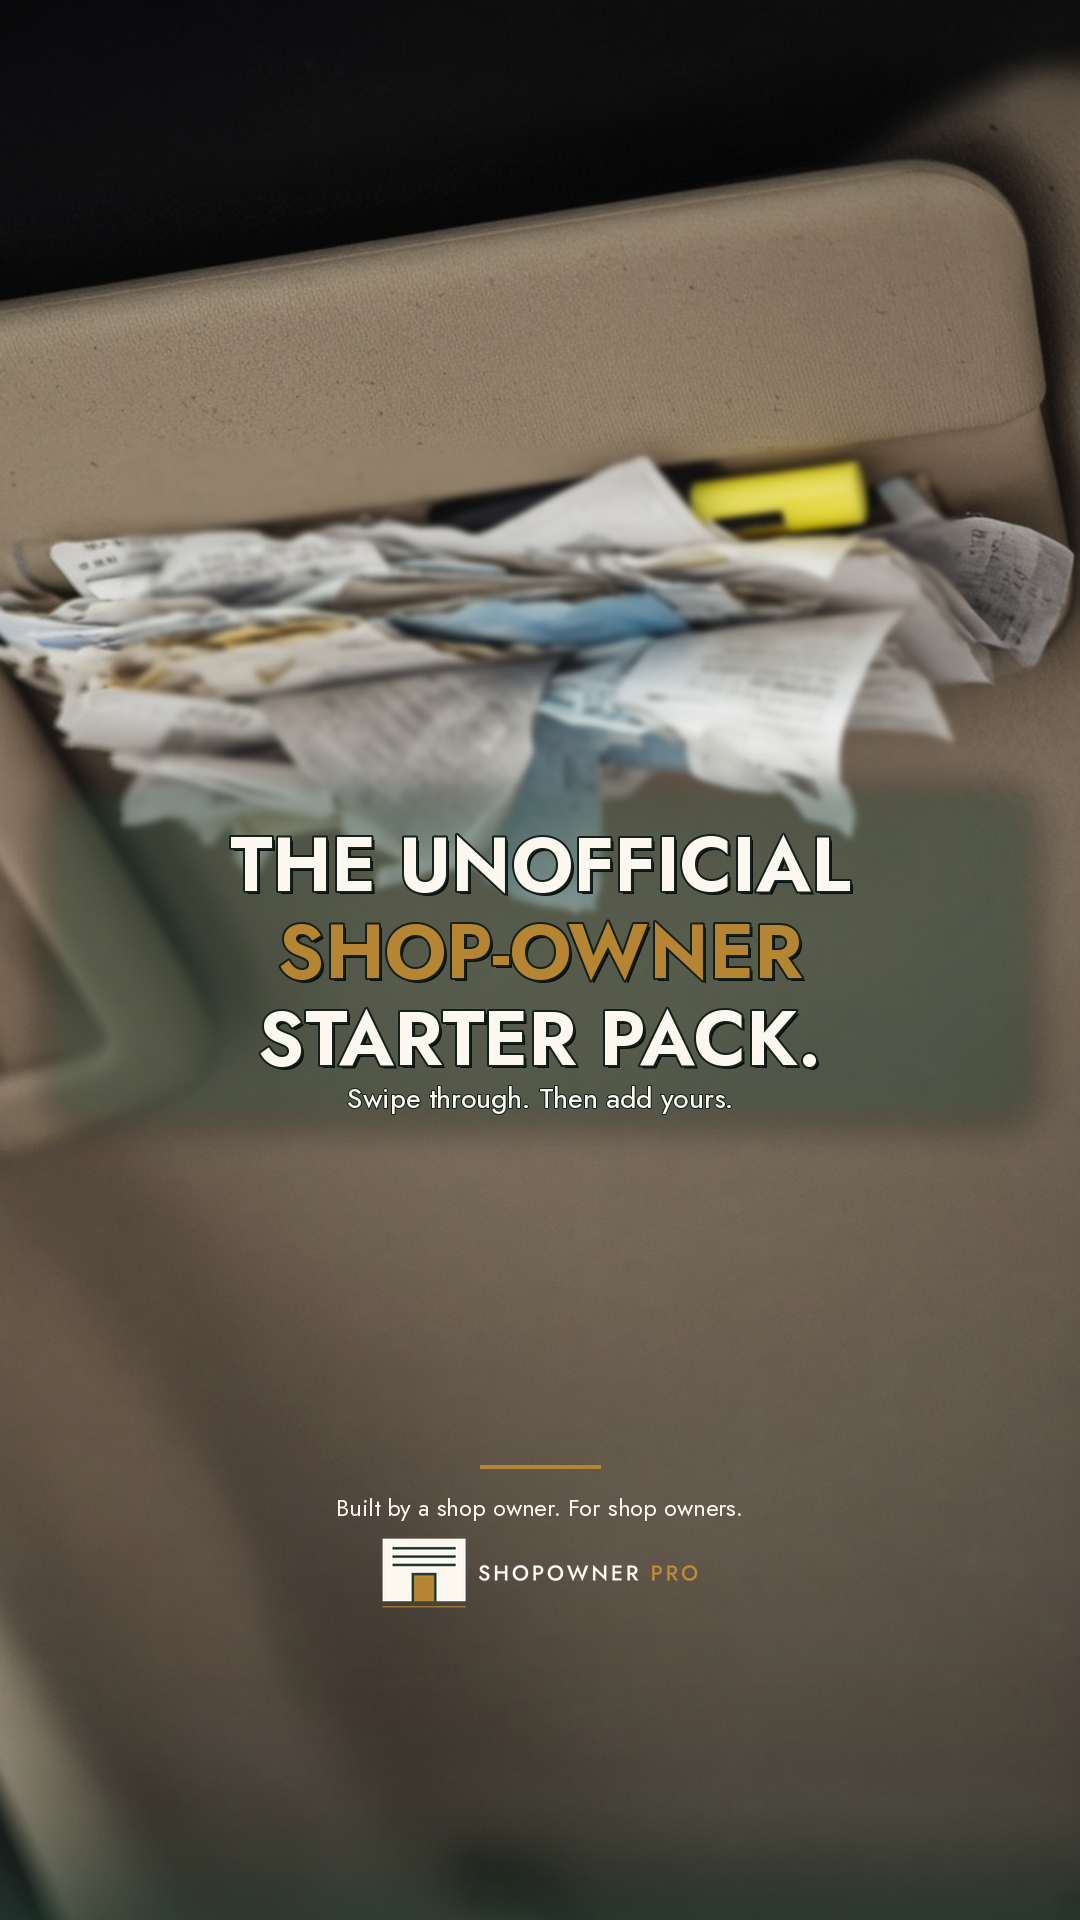 THE UNOFFICIAL
SHOP-OWNER
STARTER PACK.
Swipe through. Then add yours.
Built by a shop owner. For shop owners.
SHOPOWNER PRO